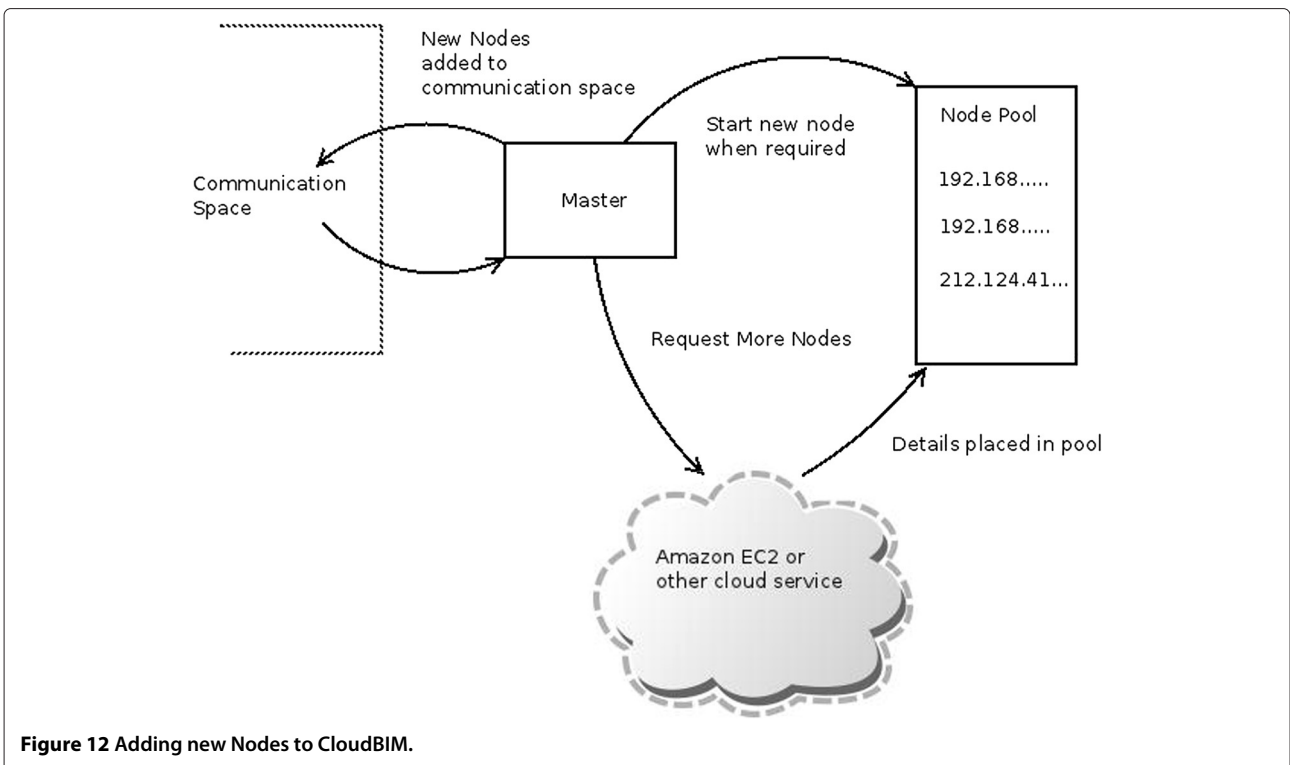 New Nodes
added to
communication space
Communication
Space
Master
Start new node
when required
Node Pool
192.168.....
192.168.....
212.124.41...
Request More Nodes
Details placed in pool
Amazon EC2 or
other cloud service
Figure 12 Adding new Nodes to CloudBIM.